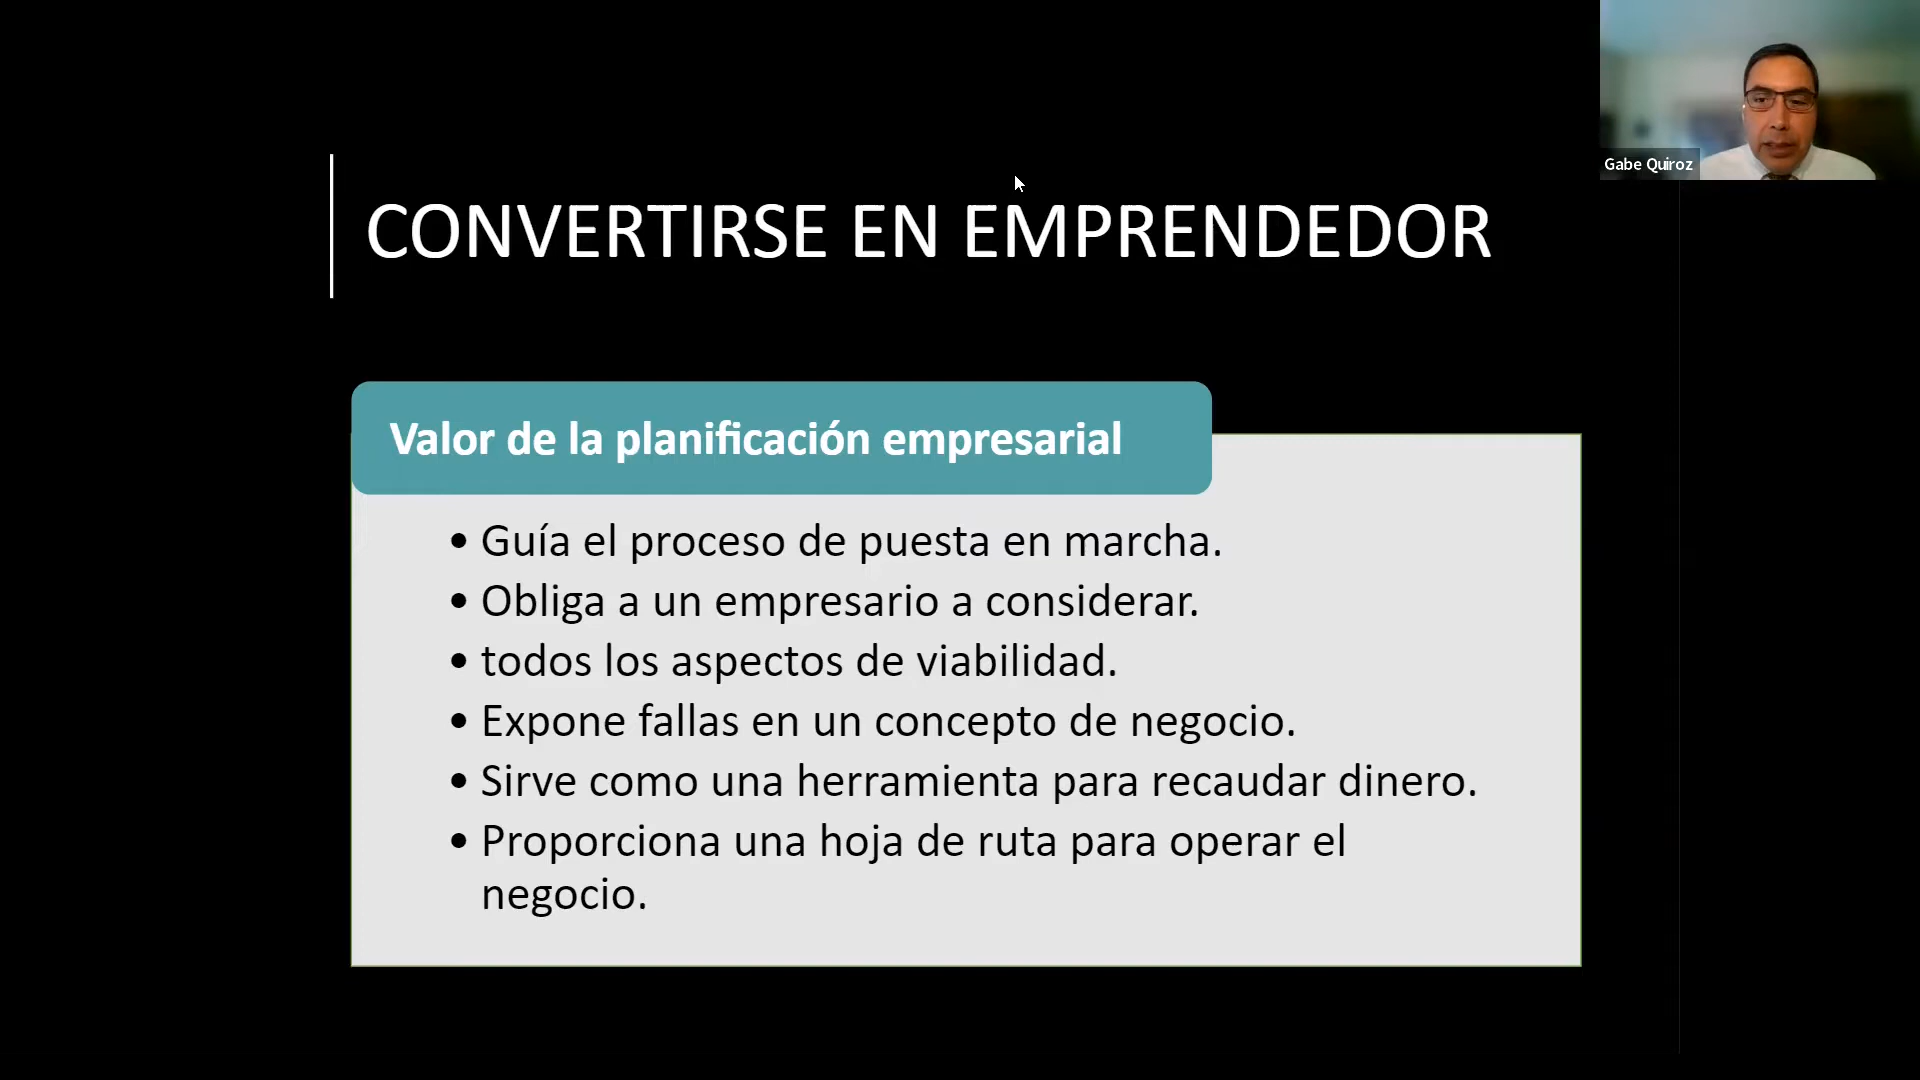 Gabe Quiroz
CONVERTIRSE EN EMPRENDEDOR
Valor de la planificación empresarial
• Guía el proceso de puesta en marcha.
• Obliga a un empresario a considerar.
• todos los aspectos de viabilidad.
• Expone fallas en un concepto de negocio.
• Sirve como una herramienta para recaudar dinero.
• Proporciona una hoja de ruta para operar el
negocio.